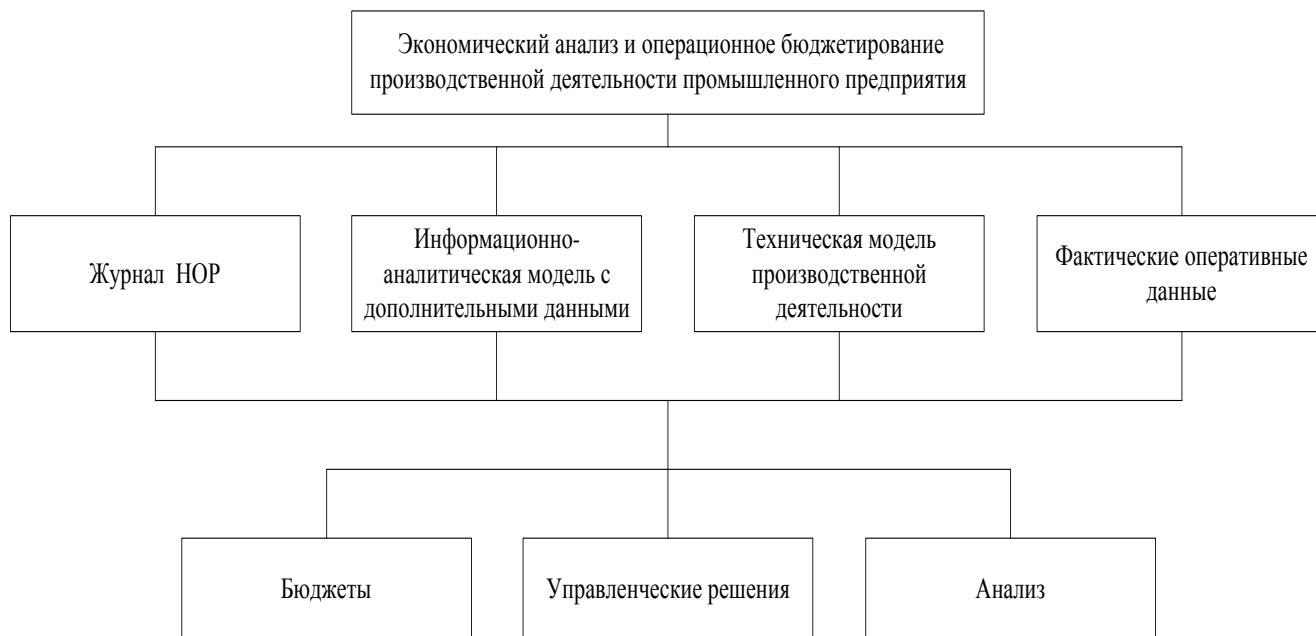 Экономический анализ и операционное бюджетирование
производственной деятельности промышленного предприятия
Журнал НОР
Информационно-
аналитическая модель с
дополнительными данными
Техническая модель
производственной
деятельности
Фактические оперативные
данные
Бюджеты
Управленческие решения
Анализ